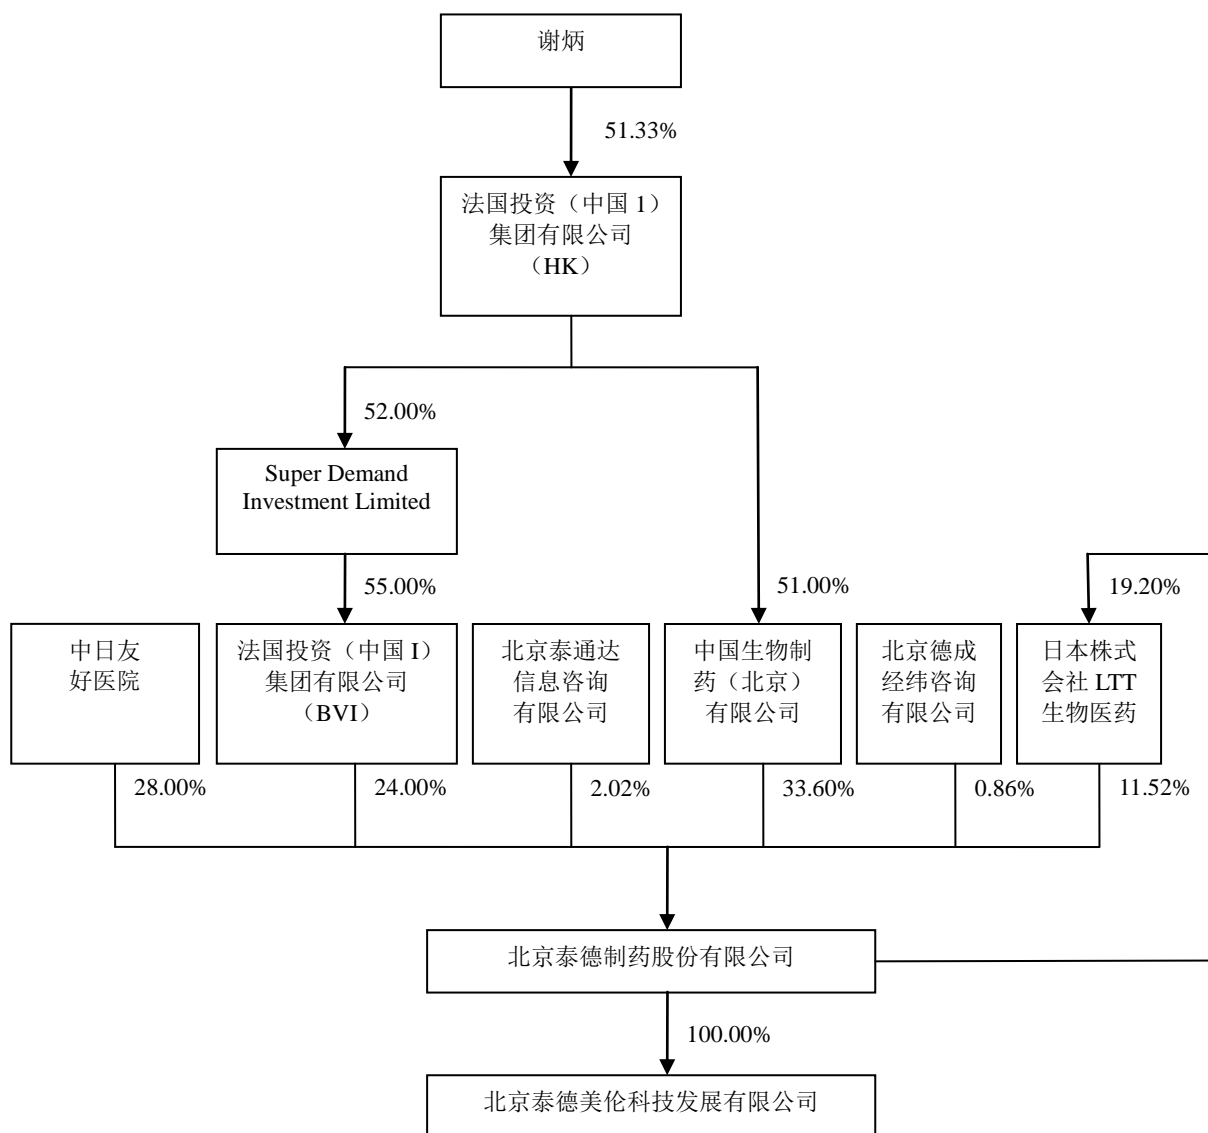 谢炳
51.33%
法国投资（中国 1）
集团有限公司
（HK）
52.00%
Super Demand
Investment Limited
55.00%
51.00%
19.20%
中日友
好医院
法国投资（中国 I）
集团有限公司
（BVI）
北京泰通达
信息咨询
有限公司
中国生物制
药（北京）
有限公司
北京德成
经纬咨询
有限公司
日本株式
会社 LTT
生物医药
28.00%
24.00%
2.02%
33.60%
0.86%
11.52%
北京泰德制药股份有限公司
100.00%
北京泰德美伦科技发展有限公司